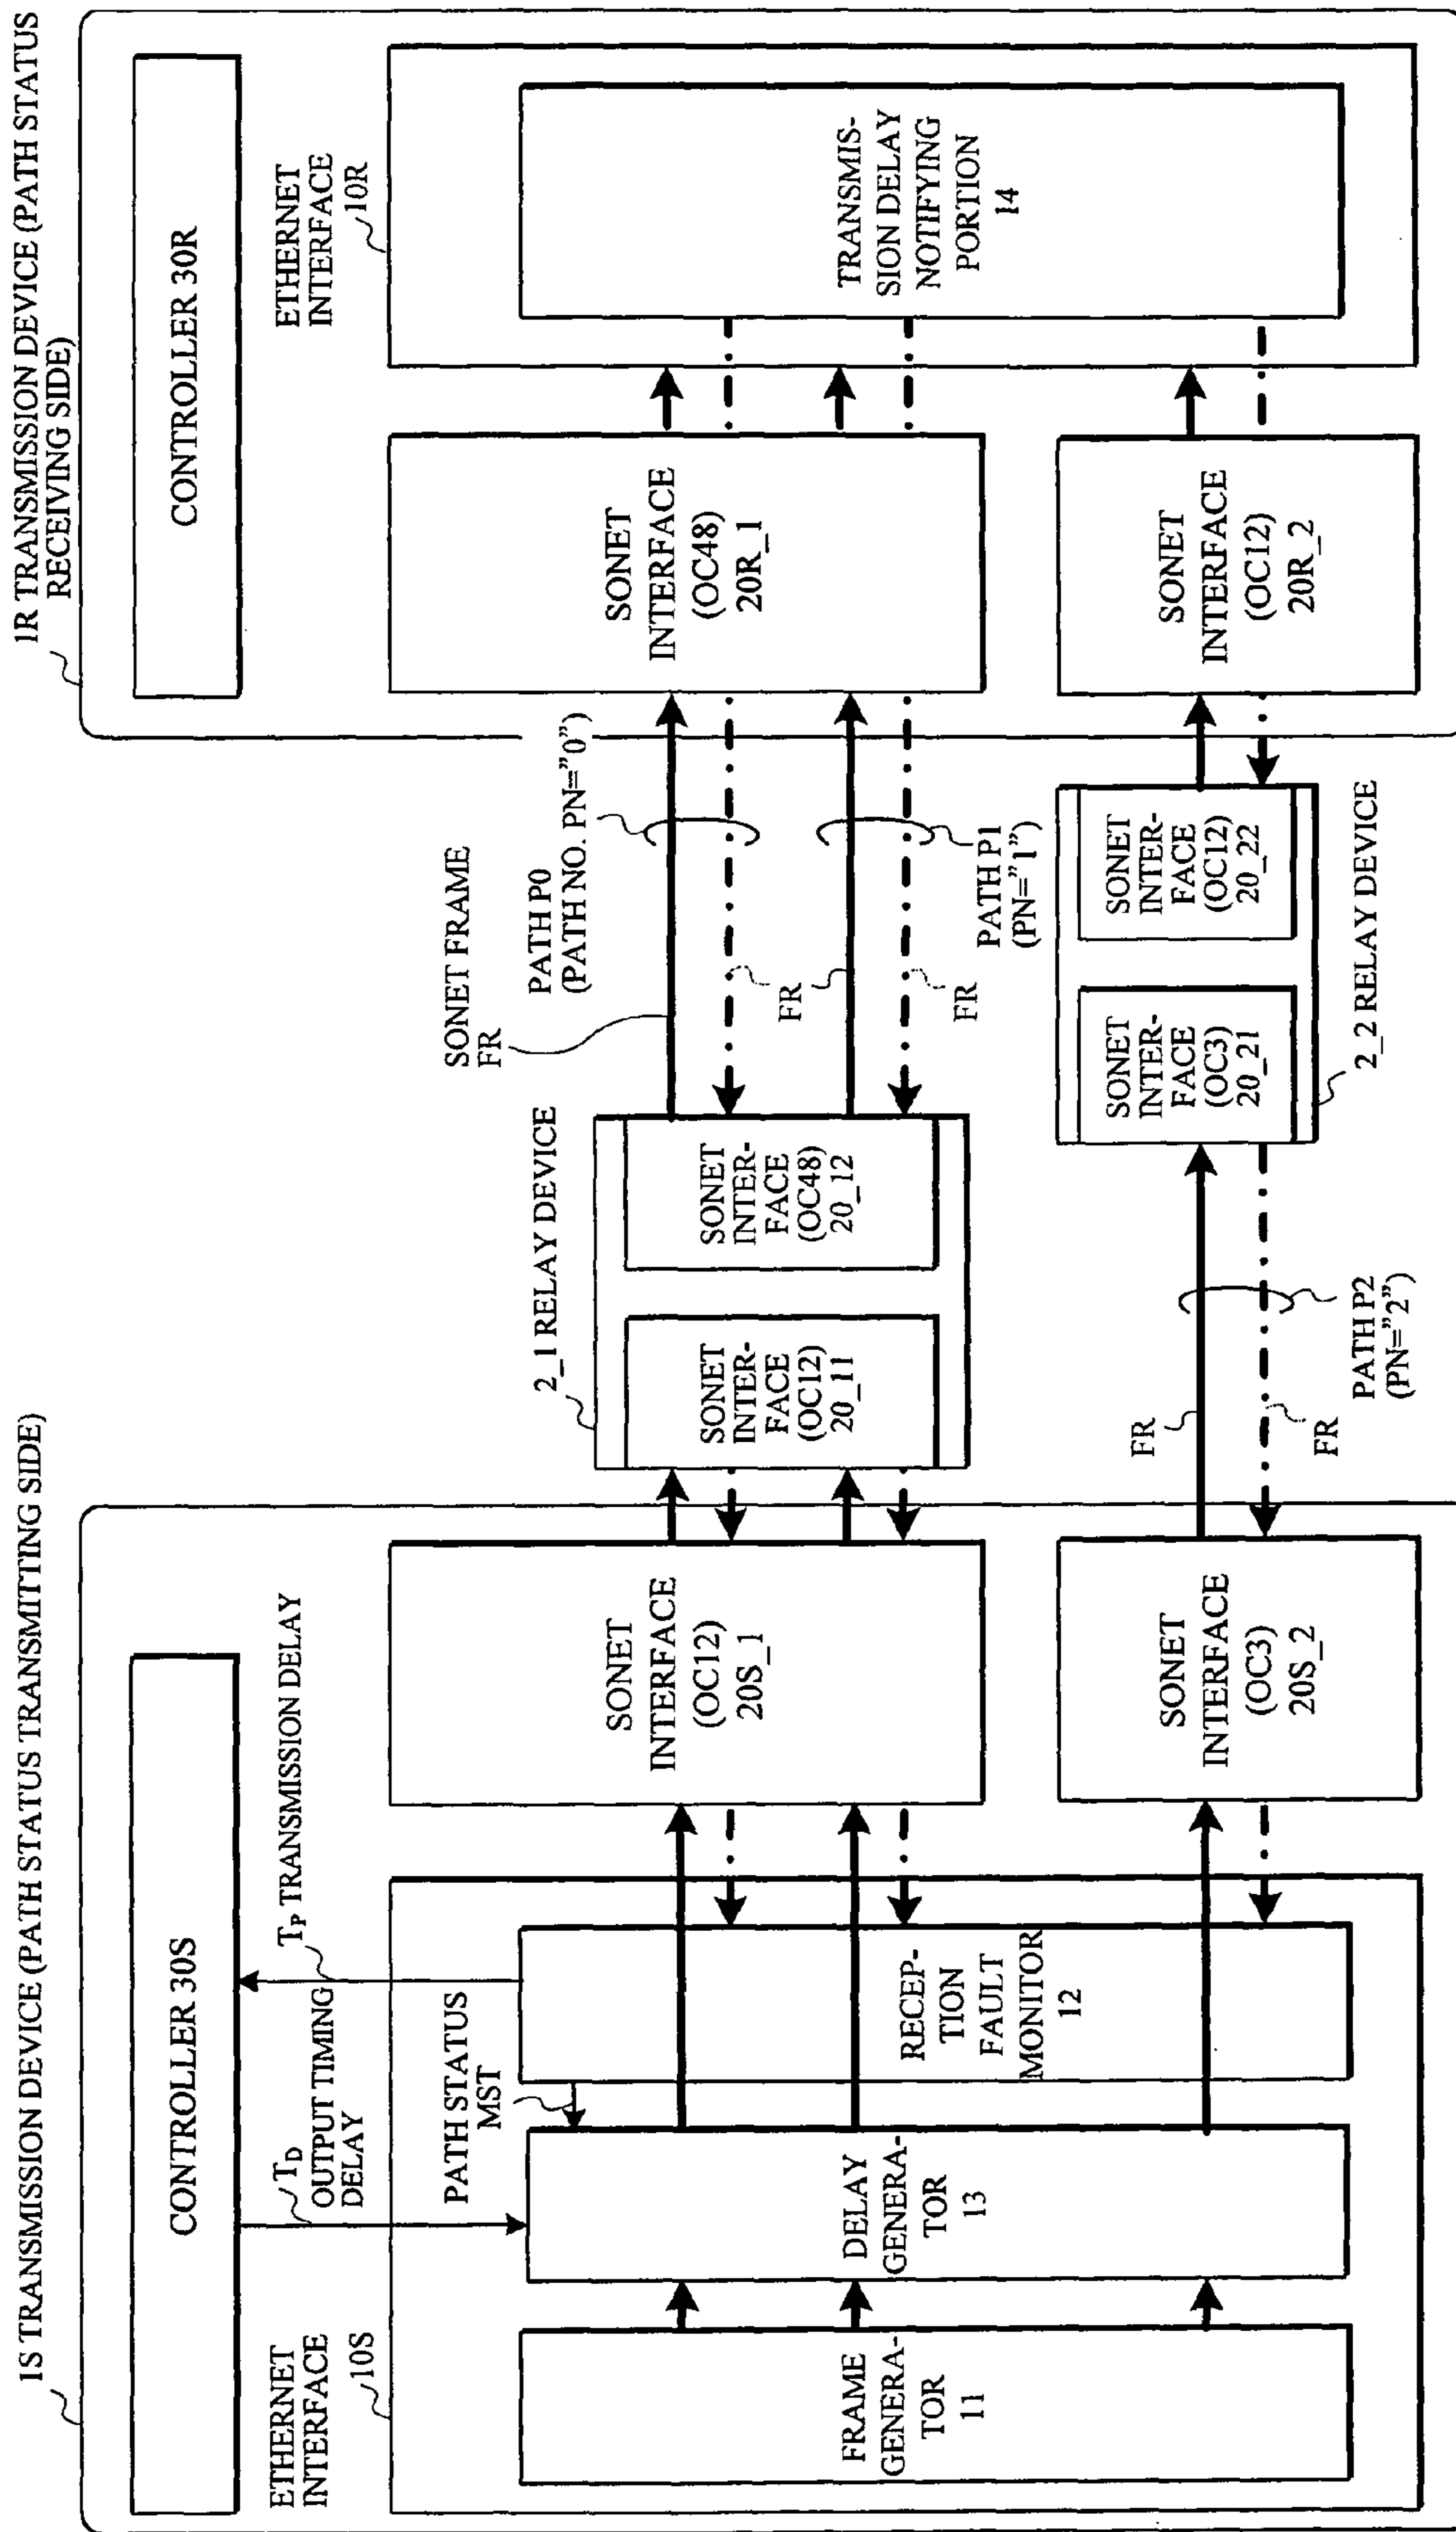 1S TRANSMISSION DEVICE (PATH STATUS TRANSMITTING SIDE)
CONTROLLER 30S
ETHERNET
INTERFACE
10S
T_D
OUTPUT TIMING
DELAY
T_P TRANSMISSION DELAY
PATH STATUS
MST
FRAME
GENERA-
TOR
11
DELAY
GENERA-
TOR
13
RECEP-
TION
FAULT
MONITOR
12
SONET
INTERFACE
(OC12)
20S_1
SONET
INTERFACE
(OC3)
20S_2
2_1 RELAY DEVICE
SONET
INTER-
FACE
(OC12)
20_11
SONET
INTER-
FACE
(OC48)
20_12
SONET FRAME
FR
PATH P0
(PATH NO. PN="0")
FR
FR
PATH P1
(PN="1")
FR
FR
PATH P2
(PN="2")
SONET
INTER-
FACE
(OC3)
20_21
SONET
INTER-
FACE
(OC12)
20_22
2_2 RELAY DEVICE
1R TRANSMISSION DEVICE (PATH STATUS
RECEIVING SIDE)
CONTROLLER 30R
ETHERNET
INTERFACE
10R
SONET
INTERFACE
(OC48)
20R_1
SONET
INTERFACE
(OC12)
20R_2
TRANSMIS-
SION DELAY
NOTIFYING
PORTION
14